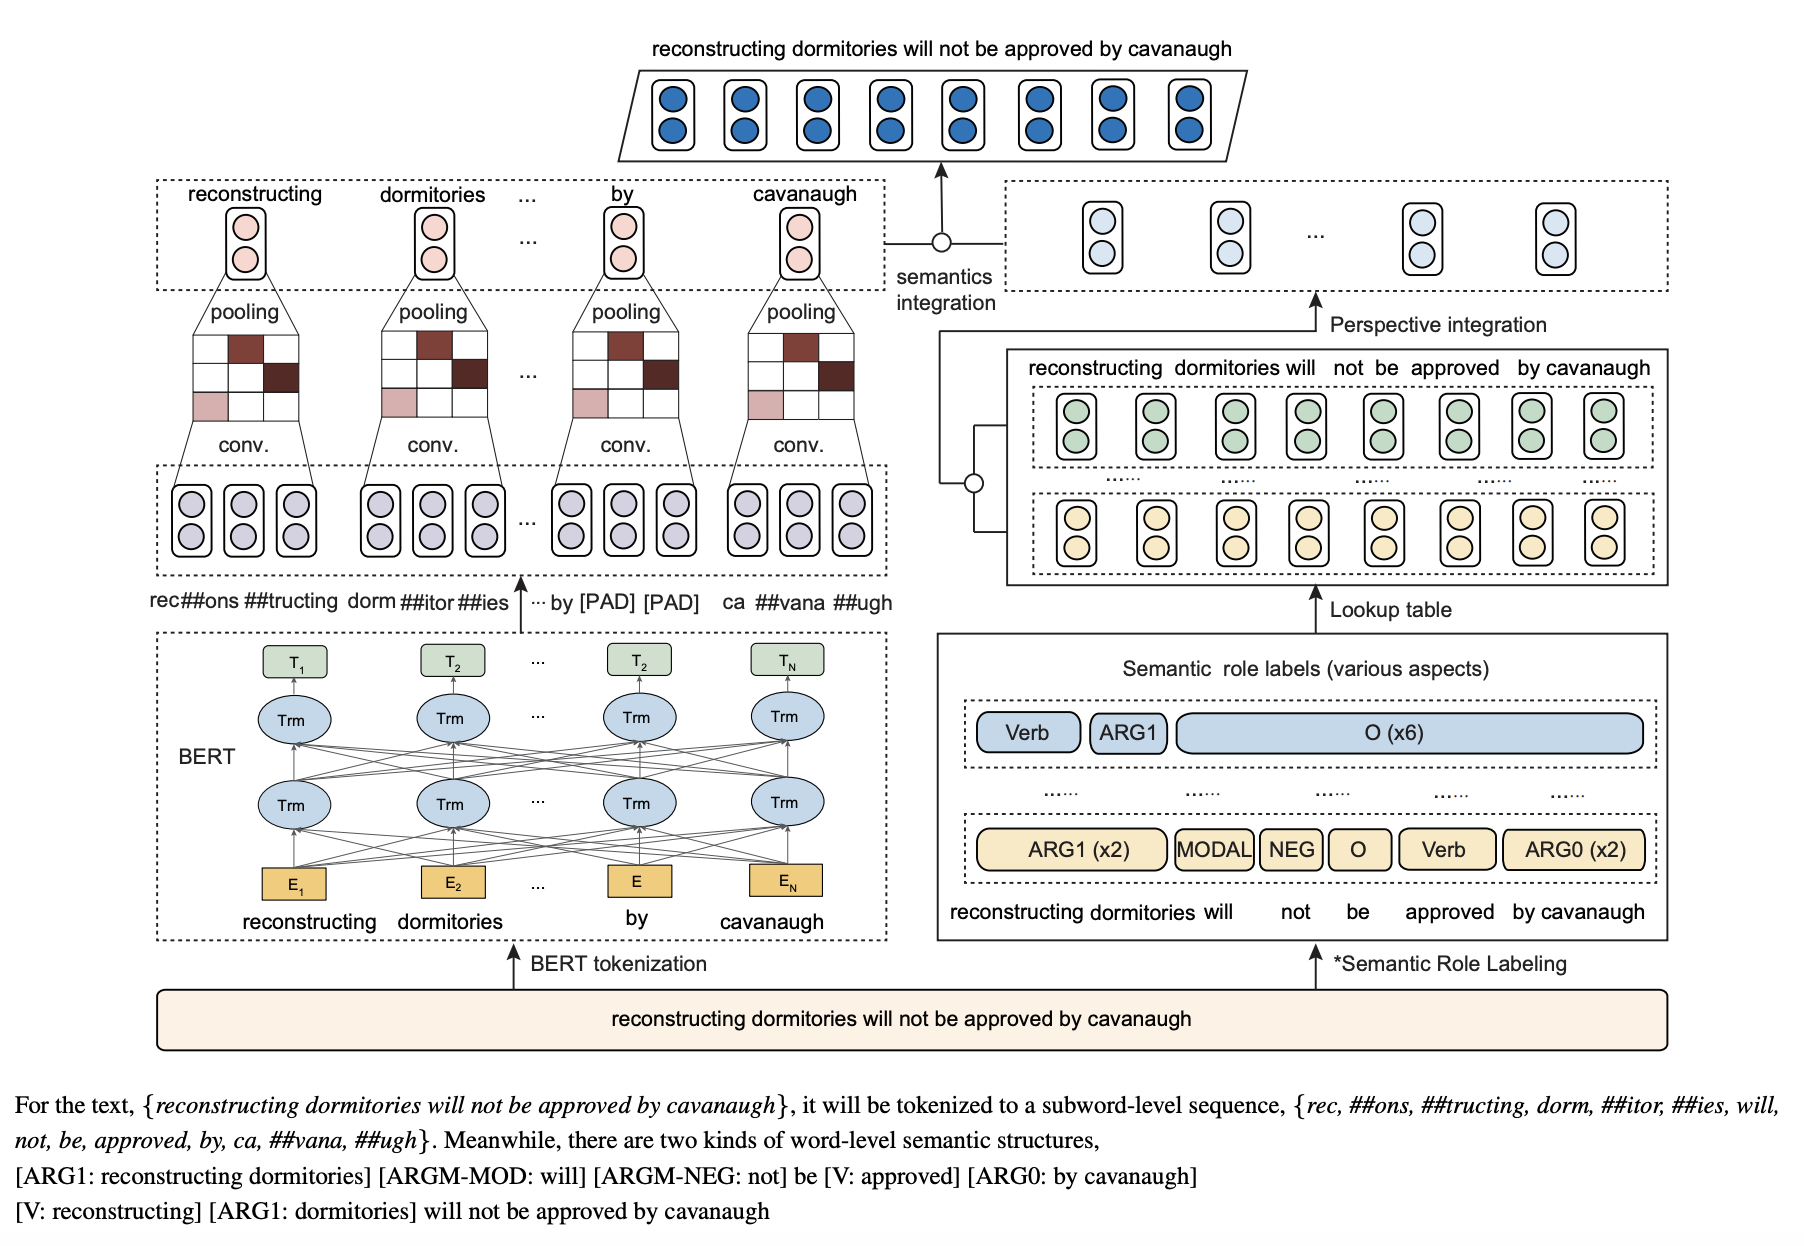 reconstructing dormitories will not be approved by cavanaugh
reconstructing dormitories ... by cavanaugh
...
...
semantics
integration
pooling pooling pooling pooling
Perspective integration
...
reconstructing dormitories will not be approved by cavanaugh
conv. conv. conv. conv.
...... ...... ...... ...... ......
...
rec##ons ##tructing dorm ##itor ##ies ... by [PAD] [PAD] ca ##vana ##ugh
Lookup table
T1 T2 ... T2 TN
Semantic role labels (various aspects)
Trm Trm ... Trm Trm
Verb ARG1 O (x6)
BERT
...... ...... ...... ...... ......
Trm Trm ... Trm Trm
ARG1 (x2) MODAL NEG O Verb ARG0 (x2)
E1 E2 ... E EN
reconstructing dormitories by cavanaugh
reconstructing dormitories will not be approved by cavanaugh
BERT tokenization
*Semantic Role Labeling
reconstructing dormitories will not be approved by cavanaugh
For the text, {reconstructing dormitories will not be approved by cavanaugh}, it will be tokenized to a subword-level sequence, {rec, ##ons, ##tructing, dorm, ##itor, ##ies, will,
not, be, approved, by, ca, ##vana, ##ugh}. Meanwhile, there are two kinds of word-level semantic structures,
[ARG1: reconstructing dormitories] [ARGM-MOD: will] [ARGM-NEG: not] be [V: approved] [ARG0: by cavanaugh]
[V: reconstructing] [ARG1: dormitories] will not be approved by cavanaugh